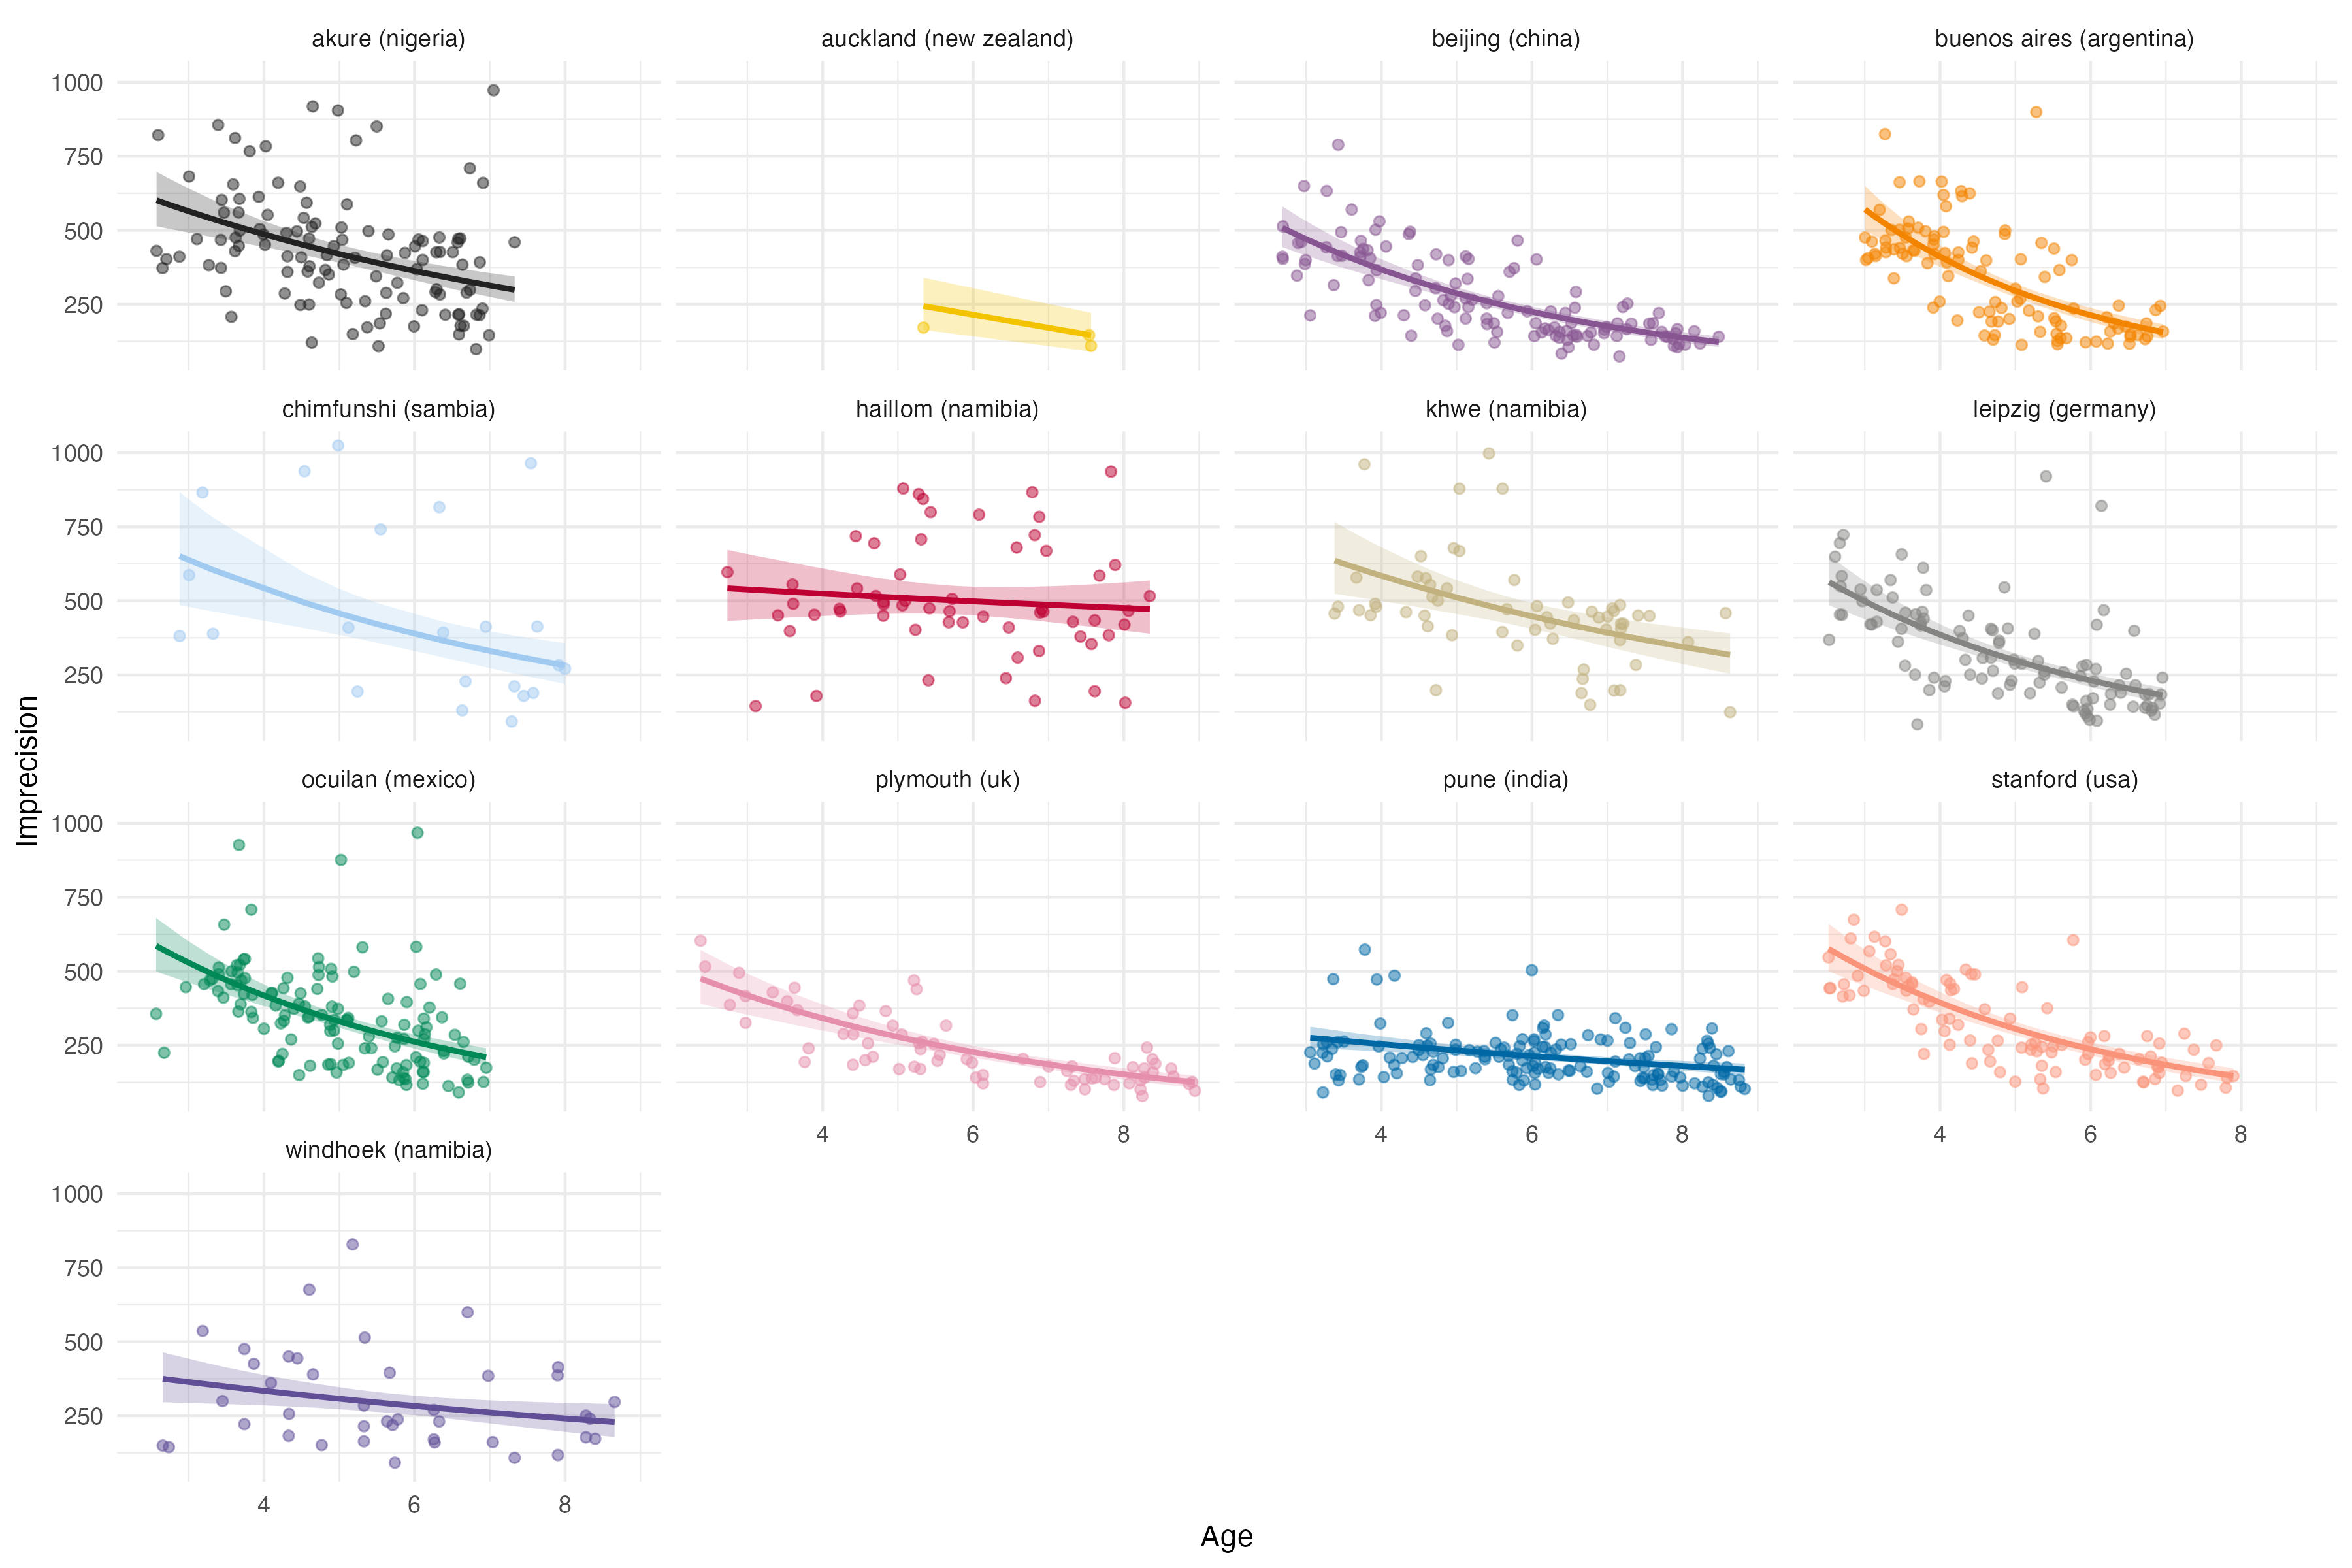 akure (nigeria) auckland (new zealand) beijing (china) buenos aires (argentina)
1000
750
500
250
chimfunshi (sambia) haillom (namibia) khwe (namibia) leipzig (germany)
1000
750
500
250
Imprecision
ocuilan (mexico) plymouth (uk) pune (india) stanford (usa)
1000
750
500
250
4 6 8 4 6 8 4 6 8
windhoek (namibia)
1000
750
500
250
4 6 8
Age